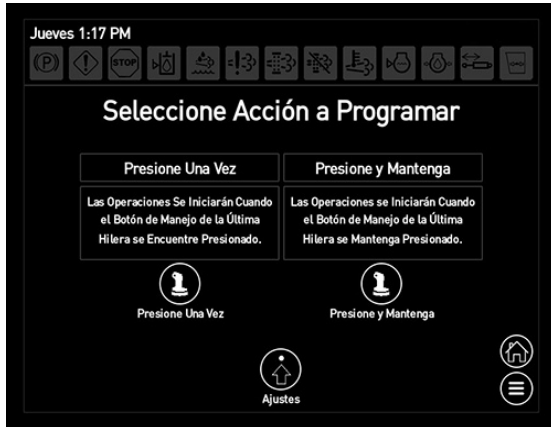 Jueves 1:17 PM
(P)
STOP
Seleccione Acción a Programar
Presione Una Vez
Presione y Mantenga
Las Operaciones Se Iniciarán Cuando
el Botón de Manejo de la Última
Hilera se Encuentre Presionado.
Las Operaciones se Iniciarán Cuando
el Botón de Manejo de la Última
Hilera se Mantenga Presionado.
Presione Una Vez
Presione y Mantenga
Ajustes